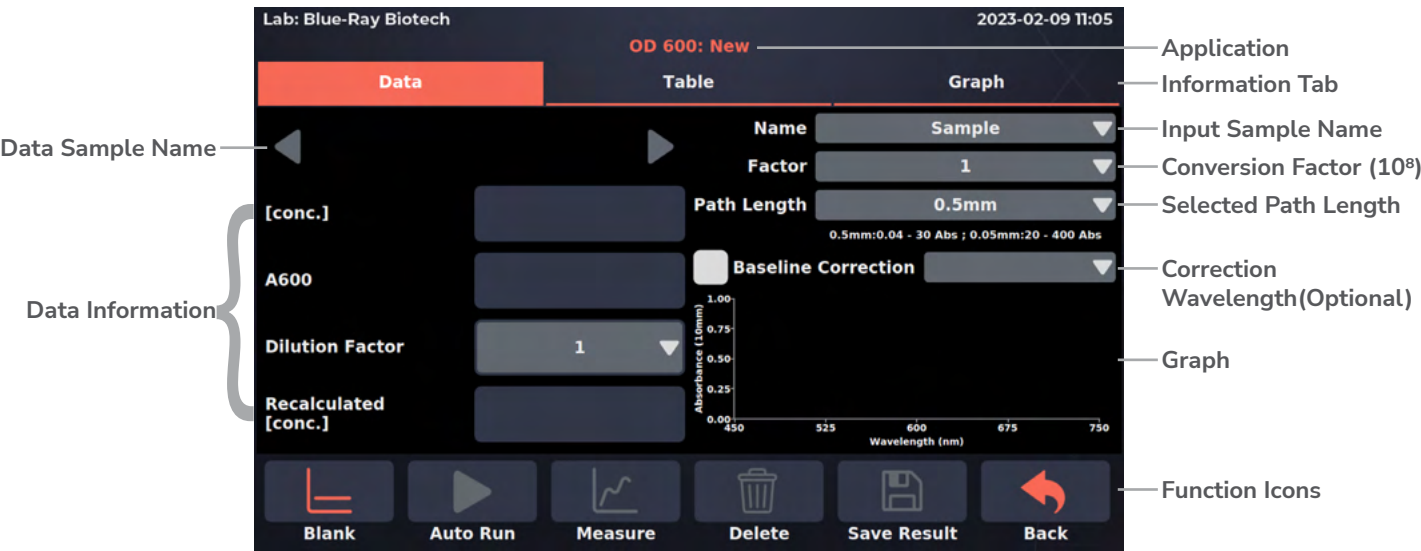 Lab: Blue-Ray Biotech
2023-02-09 11:05
OD 600: New
Application
Data
Table
Graph
Information Tab
Data Sample Name
Name
Sample
Input Sample Name
Factor
1
Conversion Factor (10⁸)
[conc.]
Path Length
0.5mm
Selected Path Length
0.5mm:0.04 - 30 Abs ; 0.05mm:20 - 400 Abs
Baseline Correction
Correction
Wavelength(Optional)
Data Information
A600
Dilution Factor
1
Recalculated
[conc.]
Absorbance (10mm)
1.00
0.75
0.50
0.25
0.00
450
525
600
675
750
Wavelength (nm)
Graph
Blank
Auto Run
Measure
Delete
Save Result
Back
Function Icons